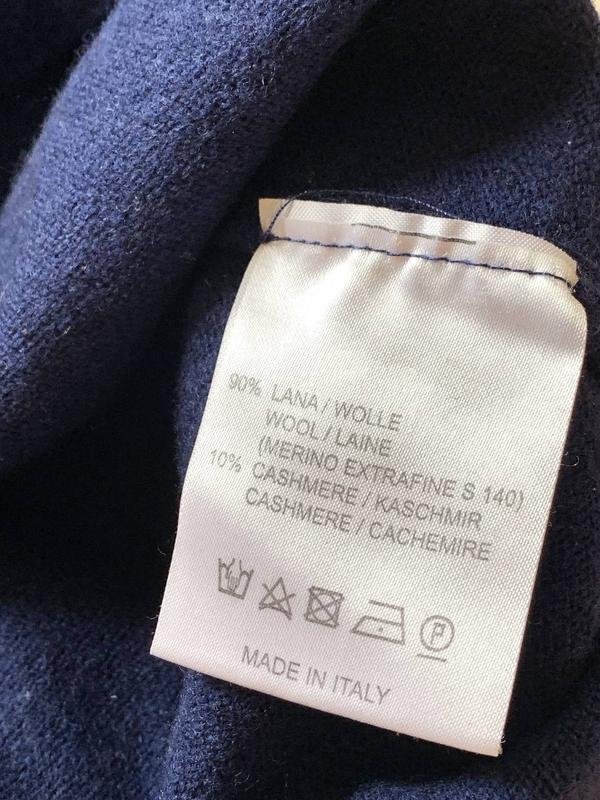 90% LANA / WOLLE
WOOL / LAINE
(MERINO EXTRAFINE S 140)
10% CASHMERE / KASCHMIR
CASHMERE / CACHEMIRE
P
MADE IN ITALY